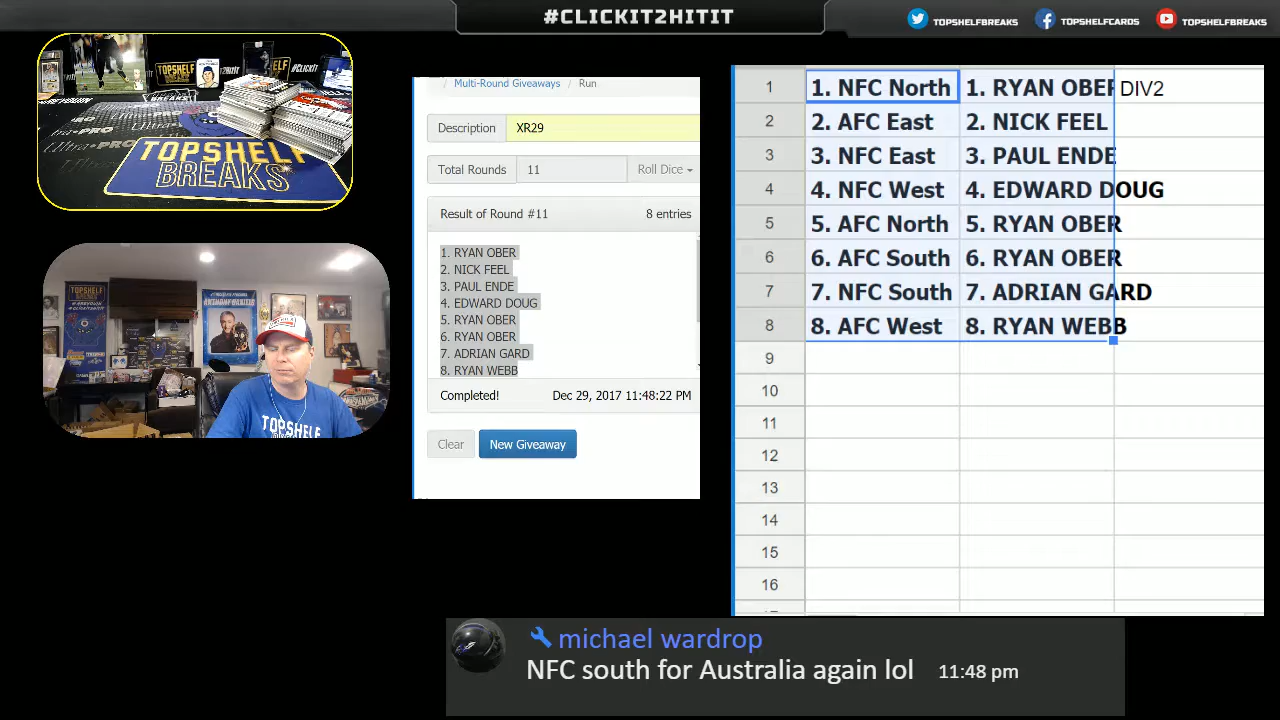 #CLICKIT2HITIT
TOPSHELFBREAKS
TOPSHELFCARDS
TOPSHELFBREAKS
TOPSHELF
BREAKS
Ultra·PRO
TOPSHELF
Multi-Round Giveaways / Run
Description XR29
Total Rounds 11 Roll Dice
Result of Round #11 8 entries
1. RYAN OBER
2. NICK FEEL
3. PAUL ENDE
4. EDWARD DOUG
5. RYAN OBER
6. RYAN OBER
7. ADRIAN GARD
8. RYAN WEBB
Completed! Dec 29, 2017 11:48:22 PM
Clear New Giveaway
1 1. NFC North 1. RYAN OBER DIV2
2 2. AFC East 2. NICK FEEL
3 3. NFC East 3. PAUL ENDE
4 4. NFC West 4. EDWARD DOUG
5 5. AFC North 5. RYAN OBER
6 6. AFC South 6. RYAN OBER
7 7. NFC South 7. ADRIAN GARD
8 8. AFC West 8. RYAN WEBB
9
10
11
12
13
14
15
16
michael wardrop
NFC south for Australia again lol 11:48 pm